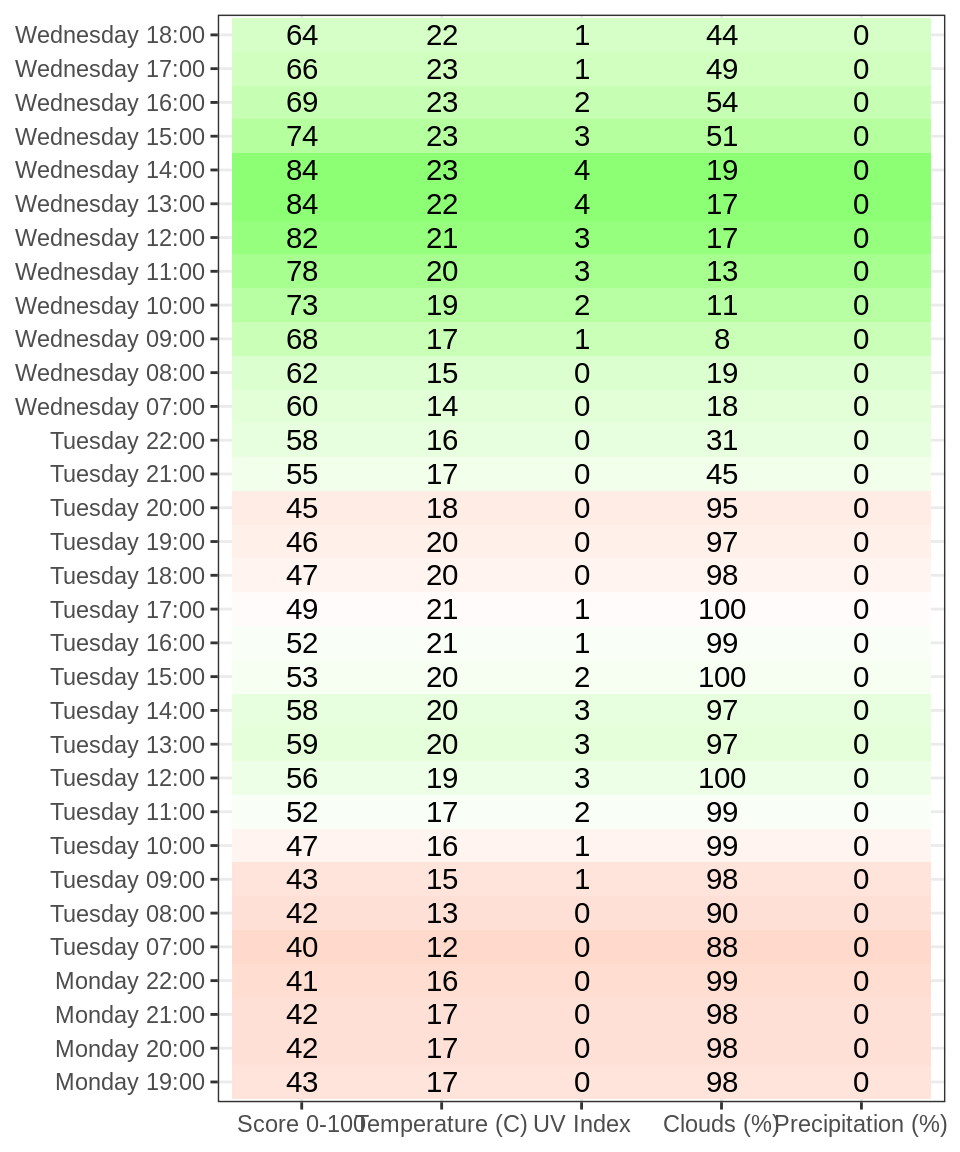 Wednesday 18:00 64 22 1 44 0
Wednesday 17:00 66 23 1 49 0
Wednesday 16:00 69 23 2 54 0
Wednesday 15:00 74 23 3 51 0
Wednesday 14:00 84 23 4 19 0
Wednesday 13:00 84 22 4 17 0
Wednesday 12:00 82 21 3 17 0
Wednesday 11:00 78 20 3 13 0
Wednesday 10:00 73 19 2 11 0
Wednesday 09:00 68 17 1 8 0
Wednesday 08:00 62 15 0 19 0
Wednesday 07:00 60 14 0 18 0
Tuesday 22:00 58 16 0 31 0
Tuesday 21:00 55 17 0 45 0
Tuesday 20:00 45 18 0 95 0
Tuesday 19:00 46 20 0 97 0
Tuesday 18:00 47 20 0 98 0
Tuesday 17:00 49 21 1 100 0
Tuesday 16:00 52 21 1 99 0
Tuesday 15:00 53 20 2 100 0
Tuesday 14:00 58 20 3 97 0
Tuesday 13:00 59 20 3 97 0
Tuesday 12:00 56 19 3 100 0
Tuesday 11:00 52 17 2 99 0
Tuesday 10:00 47 16 1 99 0
Tuesday 09:00 43 15 1 98 0
Tuesday 08:00 42 13 0 90 0
Tuesday 07:00 40 12 0 88 0
Monday 22:00 41 16 0 99 0
Monday 21:00 42 17 0 98 0
Monday 20:00 42 17 0 98 0
Monday 19:00 43 17 0 98 0
Score 0-100 Temperature (C) UV Index Clouds (%) Precipitation (%)